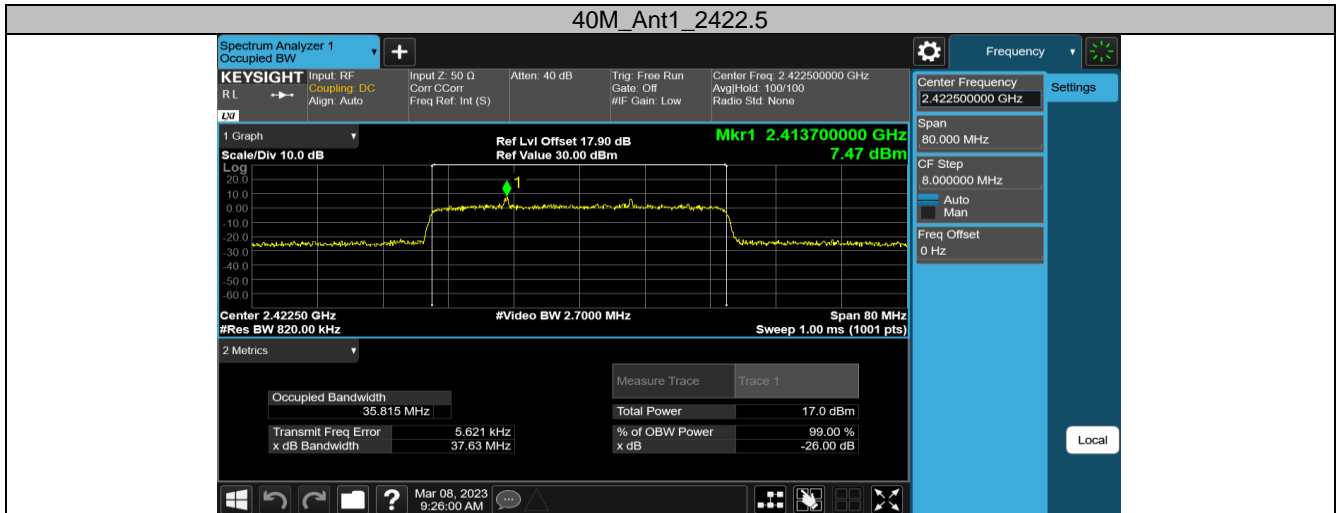 40M_Ant1_2422.5
Spectrum Analyzer 1
Occupied BW
Frequency
KEYSIGHT
R L
LXI
Input: RF
Coupling: DC
Align: Auto
Input Z: 50 Ω
Corr CCorr
Freq Ref: Int (S)
Atten: 40 dB
Trig: Free Run
Gate: Off
#IF Gain: Low
Center Freq: 2.422500000 GHz
Avg|Hold: 100/100
Radio Std: None
Center Frequency
2.422500000 GHz
Settings
Span
80.000 MHz
CF Step
8.000000 MHz
Auto
Man
Freq Offset
0 Hz
1 Graph
Scale/Div 10.0 dB
Ref Lvl Offset 17.90 dB
Ref Value 30.00 dBm
Mkr1 2.413700000 GHz
7.47 dBm
Log
20.0
10.0
0.00
-10.0
-20.0
-30.0
-40.0
-50.0
-60.0
1
Center 2.42250 GHz
#Video BW 2.7000 MHz
Span 80 MHz
#Res BW 820.00 kHz
Sweep 1.00 ms (1001 pts)
2 Metrics
Measure Trace Trace 1
Occupied Bandwidth
35.815 MHz
Total Power 17.0 dBm
Transmit Freq Error 5.621 kHz
% of OBW Power 99.00 %
x dB Bandwidth 37.63 MHz
x dB -26.00 dB
Local
?
Mar 08, 2023
9:26:00 AM